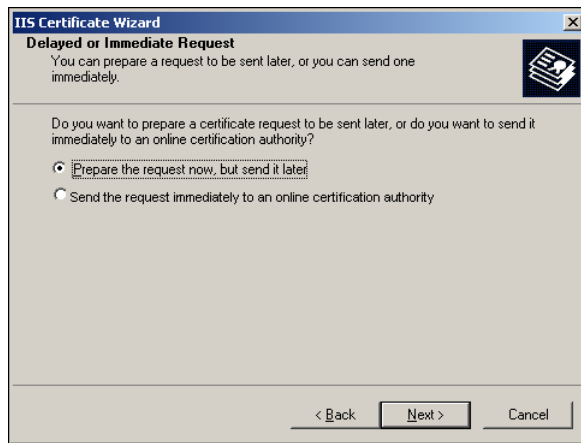 IIS Certificate Wizard
Delayed or Immediate Request
You can prepare a request to be sent later, or you can send one
immediately.
Do you want to prepare a certificate request to be sent later, or do you want to send it
immediately to an online certification authority?
Prepare the request now, but send it later
Send the request immediately to an online certification authority
< Back Next > Cancel